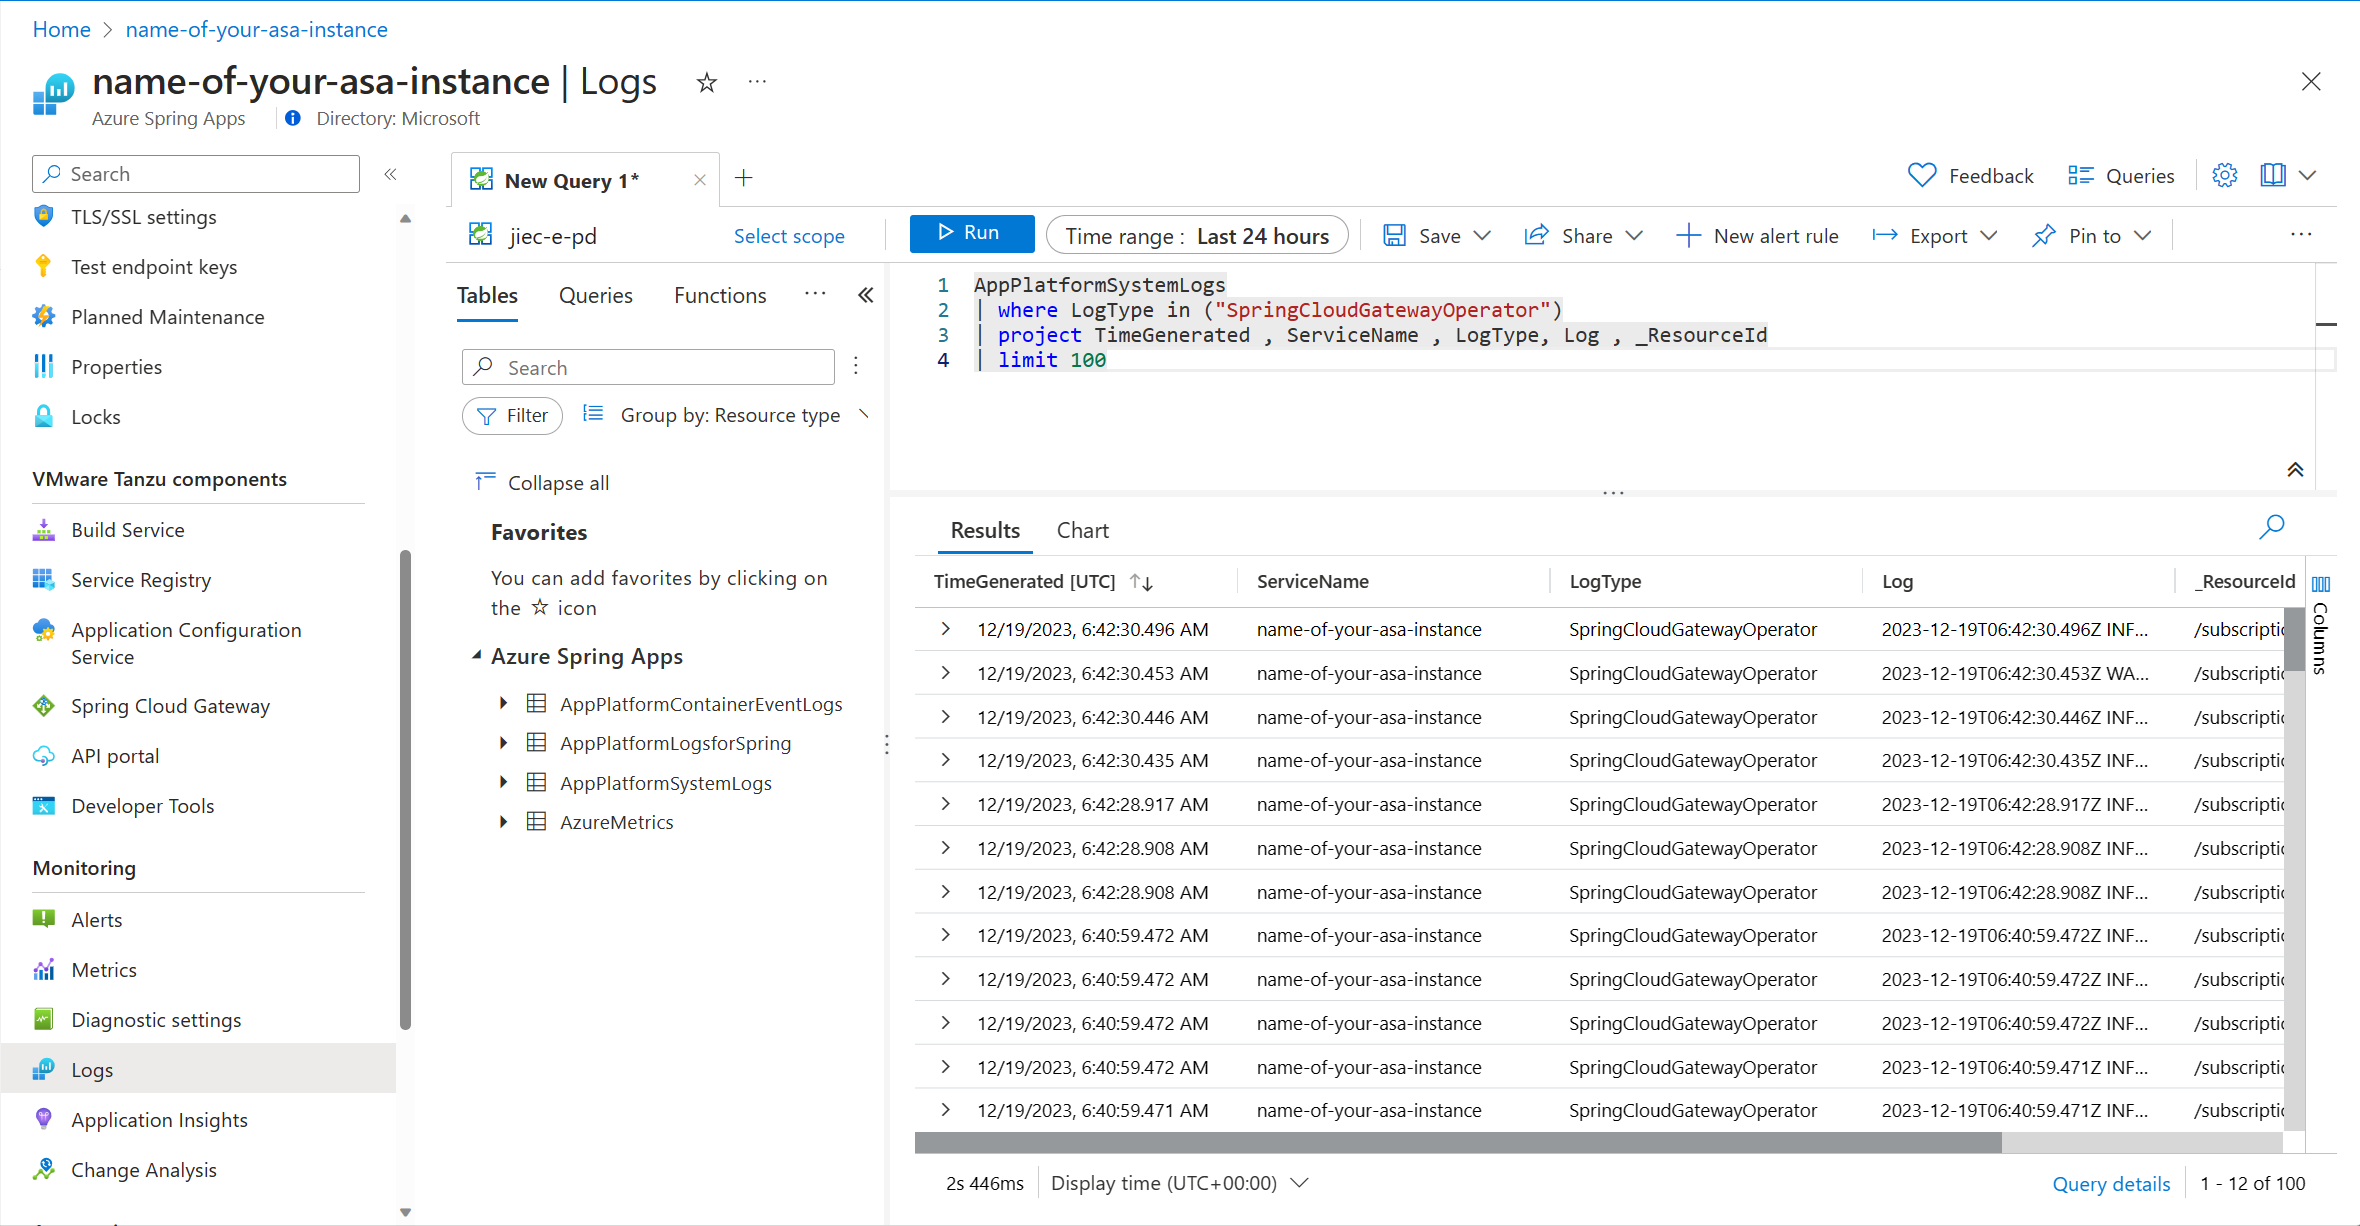 Home > name-of-your-asa-instance
name-of-your-asa-instance | Logs ☆ ...
Azure Spring Apps
Directory: Microsoft
Search
TLS/SSL settings
Test endpoint keys
Planned Maintenance
Properties
Locks
VMware Tanzu components
Build Service
Service Registry
Application Configuration
Service
Spring Cloud Gateway
API portal
Developer Tools
Monitoring
Alerts
Metrics
Diagnostic settings
Logs
Application Insights
Change Analysis
New Query 1*
Feedback
Queries
jiec-e-pd
Select scope
Run
Time range : Last 24 hours
Save
Share
New alert rule
Export
Pin to
Tables
Queries
Functions
Search
Filter
Group by: Resource type
Collapse all
Favorites
You can add favorites by clicking on
the ☆ icon
Azure Spring Apps
AppPlatformContainerEventLogs
AppPlatformLogsforSpring
AppPlatformSystemLogs
AzureMetrics
1 AppPlatformSystemLogs
2 | where LogType in ("SpringCloudGatewayOperator")
3 | project TimeGenerated , ServiceName , LogType, Log , _ResourceId
4 | limit 100
Results
Chart
TimeGenerated [UTC] ServiceName LogType Log _ResourceId
Columns
12/19/2023, 6:42:30.496 AM name-of-your-asa-instance SpringCloudGatewayOperator 2023-12-19T06:42:30.496Z INF... /subscriptic
12/19/2023, 6:42:30.453 AM name-of-your-asa-instance SpringCloudGatewayOperator 2023-12-19T06:42:30.453Z WA... /subscriptic
12/19/2023, 6:42:30.446 AM name-of-your-asa-instance SpringCloudGatewayOperator 2023-12-19T06:42:30.446Z INF... /subscriptic
12/19/2023, 6:42:30.435 AM name-of-your-asa-instance SpringCloudGatewayOperator 2023-12-19T06:42:30.435Z INF... /subscriptic
12/19/2023, 6:42:28.917 AM name-of-your-asa-instance SpringCloudGatewayOperator 2023-12-19T06:42:28.917Z INF... /subscriptic
12/19/2023, 6:42:28.908 AM name-of-your-asa-instance SpringCloudGatewayOperator 2023-12-19T06:42:28.908Z INF... /subscriptic
12/19/2023, 6:42:28.908 AM name-of-your-asa-instance SpringCloudGatewayOperator 2023-12-19T06:42:28.908Z INF... /subscriptic
12/19/2023, 6:40:59.472 AM name-of-your-asa-instance SpringCloudGatewayOperator 2023-12-19T06:40:59.472Z INF... /subscriptic
12/19/2023, 6:40:59.472 AM name-of-your-asa-instance SpringCloudGatewayOperator 2023-12-19T06:40:59.472Z INF... /subscriptic
12/19/2023, 6:40:59.472 AM name-of-your-asa-instance SpringCloudGatewayOperator 2023-12-19T06:40:59.472Z INF... /subscriptic
12/19/2023, 6:40:59.472 AM name-of-your-asa-instance SpringCloudGatewayOperator 2023-12-19T06:40:59.471Z INF... /subscriptic
12/19/2023, 6:40:59.471 AM name-of-your-asa-instance SpringCloudGatewayOperator 2023-12-19T06:40:59.471Z INF... /subscriptic
2s 446ms
Display time (UTC+00:00)
Query details
1 - 12 of 100